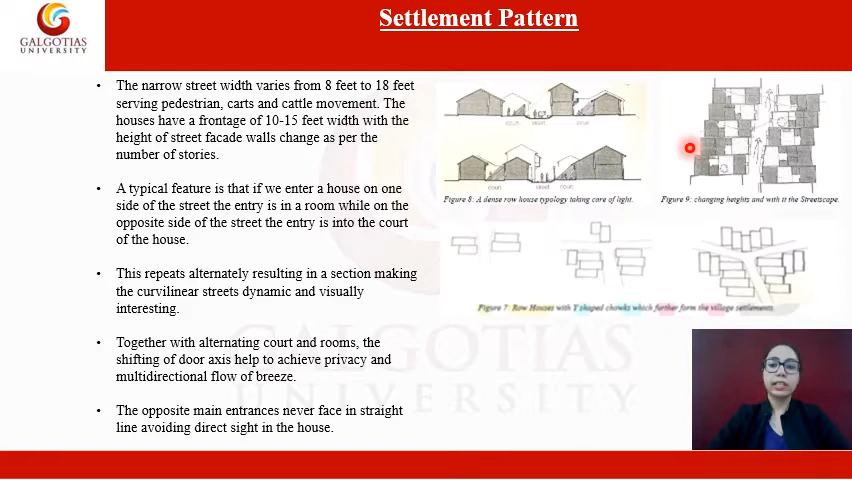 Settlement Pattern
GALGOTIAS
UNIVERSITY
• The narrow street width varies from 8 feet to 18 feet
serving pedestrian, carts and cattle movement. The
houses have a frontage of 10-15 feet width with the
height of street facade walls change as per the
number of stories.
• A typical feature is that if we enter a house on one
side of the street the entry is in a room while on the
opposite side of the street the entry is into the court
of the house.
• This repeats alternately resulting in a section making
the curvilinear streets dynamic and visually
interesting.
• Together with alternating court and rooms, the
shifting of door axis help to achieve privacy and
multidirectional flow of breeze.
• The opposite main entrances never face in straight
line avoiding direct sight in the house.
court street court
court street court
Figure 8: A dense row house typology taking care of light.
Figure 9: changing heights and with it the Streetscape.
Figure 7: Row Houses with Y shaped chowks which further form the village settlements.
GALGOTIAS
UNIVERSITY